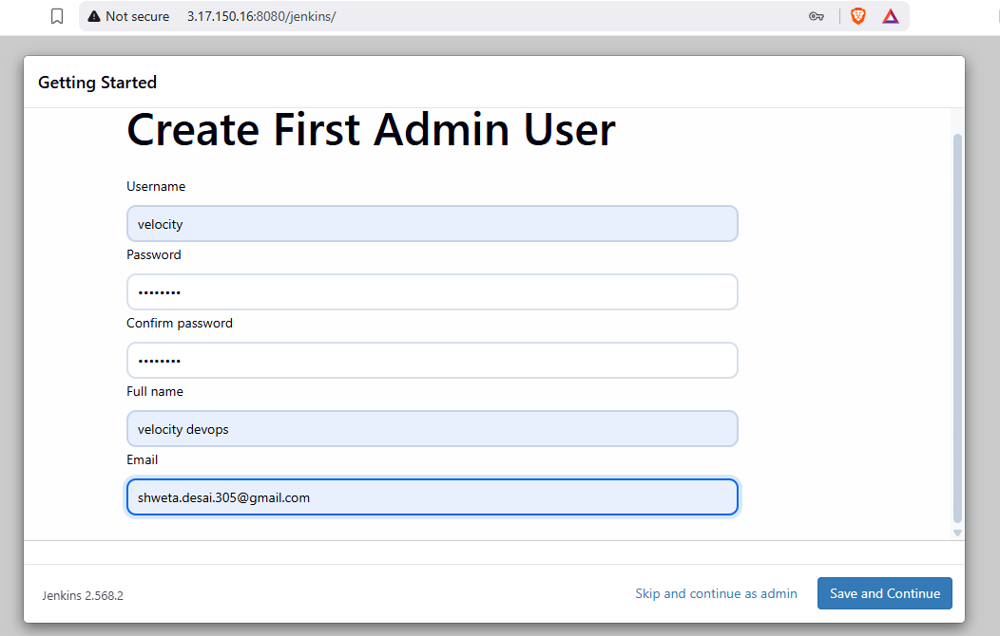 Not secure 3.17.150.16:8080/jenkins/
Getting Started
Create First Admin User
Username
velocity
Password
••••••••
Confirm password
••••••••
Full name
velocity devops
Email
shweta.desai.305@gmail.com
Jenkins 2.568.2 Skip and continue as admin Save and Continue